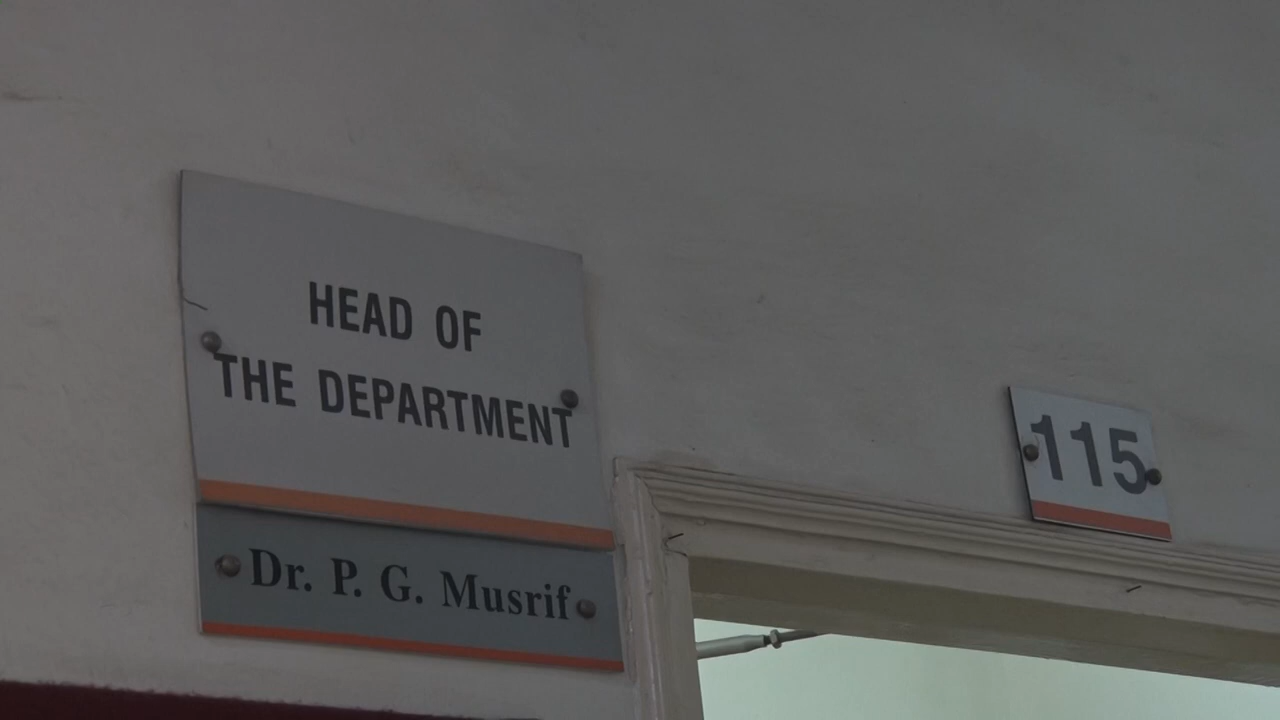 HEAD OF
THE DEPARTMENT
Dr. P. G. Musrif
115